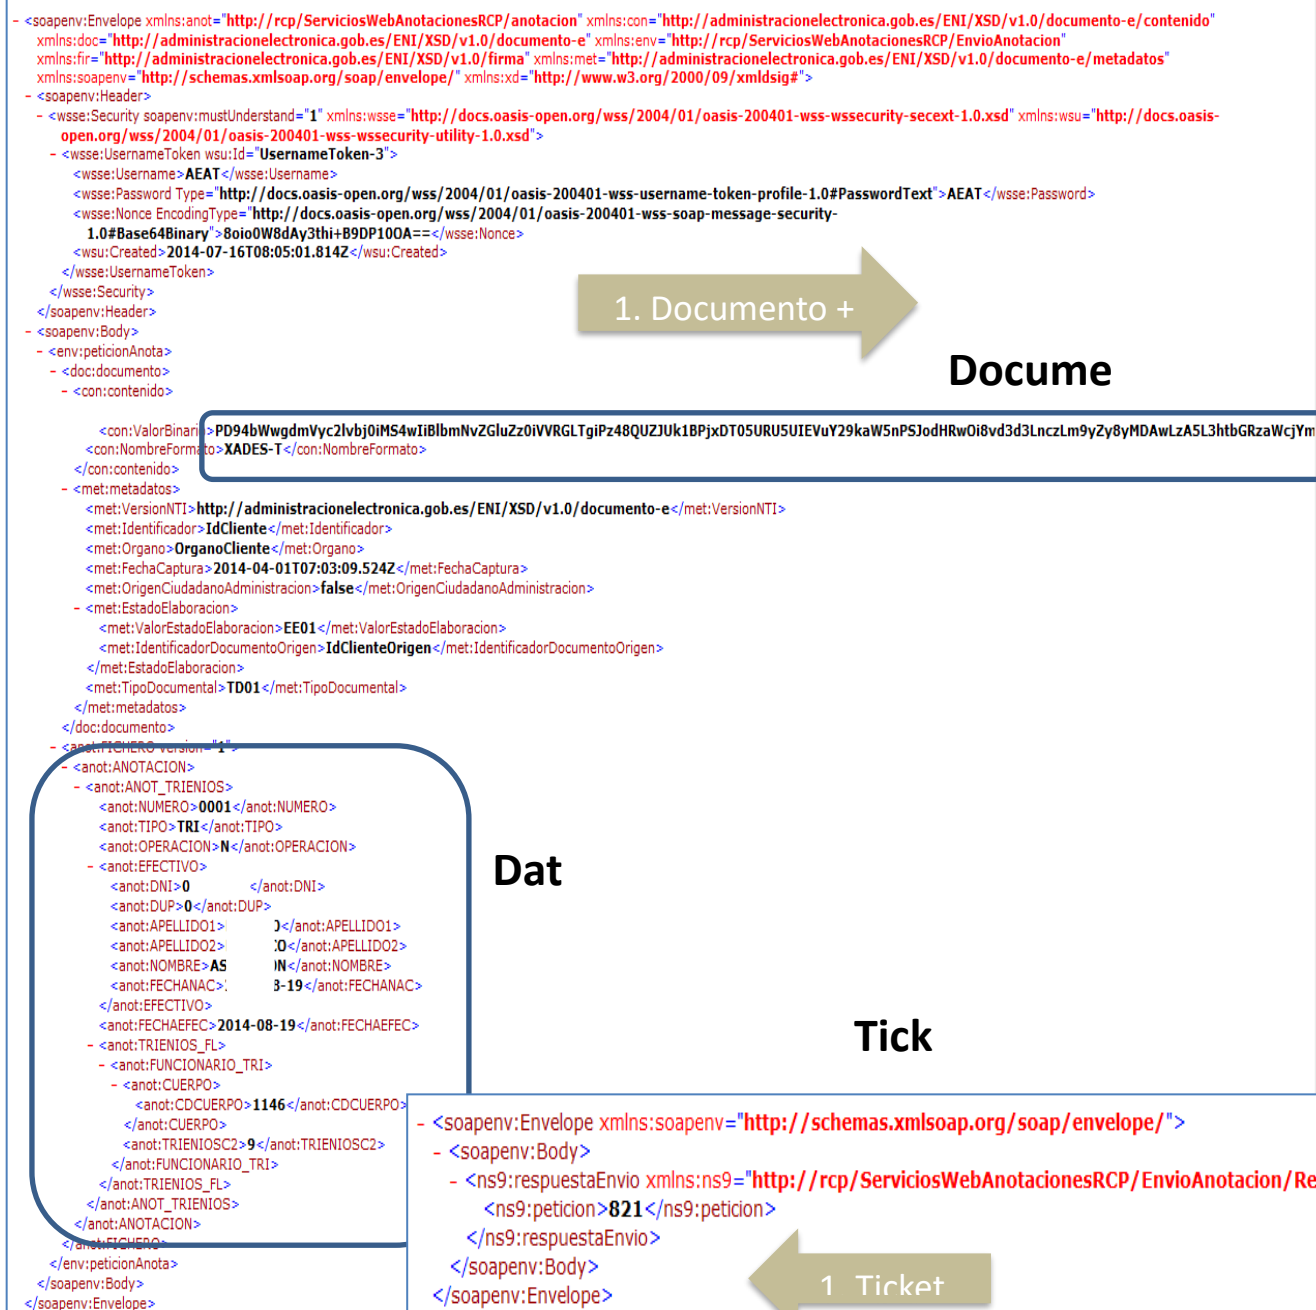 - <soapenv:Envelope xmlns:anot="http://rcp/ServiciosWebAnotacionesRCP/anotacion" xmlns:con="http://administracionelectronica.gob.es/ENI/XSD/v1.0/documento-e/contenido"
xmlns:doc="http://administracionelectronica.gob.es/ENI/XSD/v1.0/documento-e" xmlns:env="http://rcp/ServiciosWebAnotacionesRCP/EnvioAnotacion"
xmlns:fir="http://administracionelectronica.gob.es/ENI/XSD/v1.0/firma" xmlns:met="http://administracionelectronica.gob.es/ENI/XSD/v1.0/documento-e/metadatos"
xmlns:soapenv="http://schemas.xmlsoap.org/soap/envelope/" xmlns:xd="http://www.w3.org/2000/09/xmldsig#">
- <soapenv:Header>
- <wsse:Security soapenv:mustUnderstand="1" xmlns:wsse="http://docs.oasis-open.org/wss/2004/01/oasis-200401-wss-wssecurity-secext-1.0.xsd" xmlns:wsu="http://docs.oasis-
open.org/wss/2004/01/oasis-200401-wss-wssecurity-utility-1.0.xsd">
- <wsse:UsernameToken wsu:Id="UsernameToken-3">
<wsse:Username>AEAT</wsse:Username>
<wsse:Password Type="http://docs.oasis-open.org/wss/2004/01/oasis-200401-wss-username-token-profile-1.0#PasswordText">AEAT</wsse:Password>
<wsse:Nonce EncodingType="http://docs.oasis-open.org/wss/2004/01/oasis-200401-wss-soap-message-security-
1.0#Base64Binary">8oio0W8dAy3thi+B9DP10OA==</wsse:Nonce>
<wsu:Created>2014-07-16T08:05:01.814Z</wsu:Created>
</wsse:UsernameToken>
</wsse:Security>
</soapenv:Header>
1. Documento +
- <soapenv:Body>
- <env:peticionAnota>
- <doc:documento>
Docume
- <con:contenido>
<con:ValorBinario>PD94bWwgdmVyc2lvbj0iMS4wIiBlbmNvZGluZz0iVVRGLTgiPz48QUZJUk1BPjxDT05URU5UIEVuY29kaW5nPSJodHRwOi8vd3d3LnczLm9yZy8yMDAwLzA5L3htbGRzaWcjYm
<con:NombreFormato>XADES-T</con:NombreFormato>
</con:contenido>
- <met:metadatos>
<met:VersionNTI>http://administracionelectronica.gob.es/ENI/XSD/v1.0/documento-e</met:VersionNTI>
<met:Identificador>IdCliente</met:Identificador>
<met:Organo>OrganoCliente</met:Organo>
<met:FechaCaptura>2014-04-01T07:03:09.524Z</met:FechaCaptura>
<met:OrigenCiudadanoAdministracion>false</met:OrigenCiudadanoAdministracion>
- <met:EstadoElaboracion>
<met:ValorEstadoElaboracion>EE01</met:ValorEstadoElaboracion>
<met:IdentificadorDocumentoOrigen>IdClienteOrigen</met:IdentificadorDocumentoOrigen>
</met:EstadoElaboracion>
<met:TipoDocumental>TD01</met:TipoDocumental>
</met:metadatos>
</doc:documento>
- <anot:FICHERO version="1">
- <anot:ANOTACION>
- <anot:ANOT_TRIENIOS>
<anot:NUMERO>0001</anot:NUMERO>
<anot:TIPO>TRI</anot:TIPO>
<anot:OPERACION>N</anot:OPERACION>
- <anot:EFECTIVO>
Dat
<anot:DNI>0 </anot:DNI>
<anot:DUP>0</anot:DUP>
<anot:APELLIDO1> O</anot:APELLIDO1>
<anot:APELLIDO2> CO</anot:APELLIDO2>
<anot:NOMBRE>AS ON</anot:NOMBRE>
<anot:FECHANAC> 8-19</anot:FECHANAC>
</anot:EFECTIVO>
<anot:FECHAEFEC>2014-08-19</anot:FECHAEFEC>
- <anot:TRIENIOS_FL>
- <anot:FUNCIONARIO_TRI>
- <anot:CUERPO>
<anot:CDCUERPO>1146</anot:CDCUERPO>
</anot:CUERPO>
<anot:TRIENIOSC2>9</anot:TRIENIOSC2>
</anot:FUNCIONARIO_TRI>
</anot:TRIENIOS_FL>
</anot:ANOT_TRIENIOS>
</anot:ANOTACION>
</anot:FICHERO>
</env:peticionAnota>
</soapenv:Body>
</soapenv:Envelope>
Tick
- <soapenv:Envelope xmlns:soapenv="http://schemas.xmlsoap.org/soap/envelope/">
- <soapenv:Body>
- <ns9:respuestaEnvio xmlns:ns9="http://rcp/ServiciosWebAnotacionesRCP/EnvioAnotacion/Re
<ns9:peticion>821</ns9:peticion>
</ns9:respuestaEnvio>
</soapenv:Body>
</soapenv:Envelope>
1. Ticket